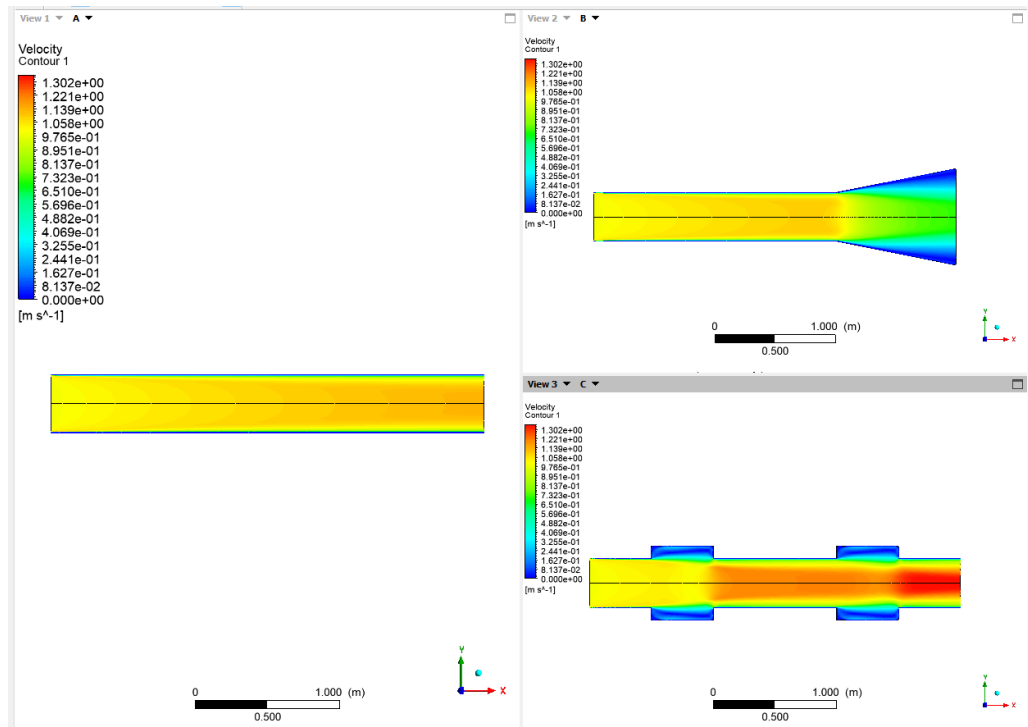 View 1 A
Velocity
Contour 1
1.302e+00
1.221e+00
1.139e+00
1.058e+00
9.765e-01
8.951e-01
8.137e-01
7.323e-01
6.510e-01
5.696e-01
4.882e-01
4.069e-01
3.255e-01
2.441e-01
1.627e-01
8.137e-02
0.000e+00
[m s^-1]
Y
X
0 1.000 (m)
0.500
View 2 B
Velocity
Contour 1
1.302e+00
1.221e+00
1.139e+00
1.058e+00
9.765e-01
8.951e-01
8.137e-01
7.323e-01
6.510e-01
5.696e-01
4.882e-01
4.069e-01
3.255e-01
2.441e-01
1.627e-01
8.137e-02
0.000e+00
[m s^-1]
0 1.000 (m)
0.500
Y
X
View 3 C
Velocity
Contour 1
1.302e+00
1.221e+00
1.139e+00
1.058e+00
9.765e-01
8.951e-01
8.137e-01
7.323e-01
6.510e-01
5.696e-01
4.882e-01
4.069e-01
3.255e-01
2.441e-01
1.627e-01
8.137e-02
0.000e+00
[m s^-1]
0 1.000 (m)
0.500
Y
X